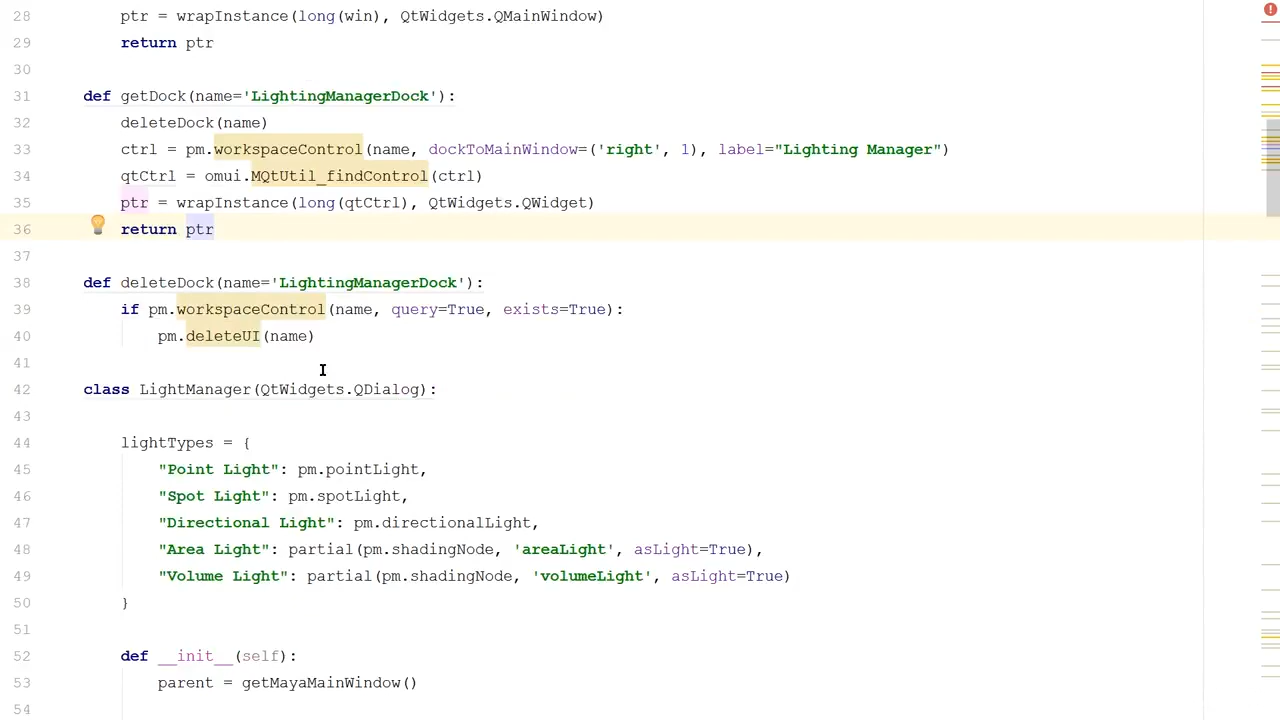 28 ptr = wrapInstance(long(win), QtWidgets.QMainWindow)
29 return ptr
30
31 def getDock(name='LightingManagerDock'):
32 deleteDock(name)
33 ctrl = pm.workspaceControl(name, dockToMainWindow=('right', 1), label="Lighting Manager")
34 qtCtrl = omui.MQtUtil_findControl(ctrl)
35 ptr = wrapInstance(long(qtCtrl), QtWidgets.QWidget)
36 return ptr
37
38 def deleteDock(name='LightingManagerDock'):
39 if pm.workspaceControl(name, query=True, exists=True):
40 pm.deleteUI(name)
41
42 class LightManager(QtWidgets.QDialog):
43
44 lightTypes = {
45 "Point Light": pm.pointLight,
46 "Spot Light": pm.spotLight,
47 "Directional Light": pm.directionalLight,
48 "Area Light": partial(pm.shadingNode, 'areaLight', asLight=True),
49 "Volume Light": partial(pm.shadingNode, 'volumeLight', asLight=True)
50 }
51
52 def __init__(self):
53 parent = getMayaMainWindow()
54